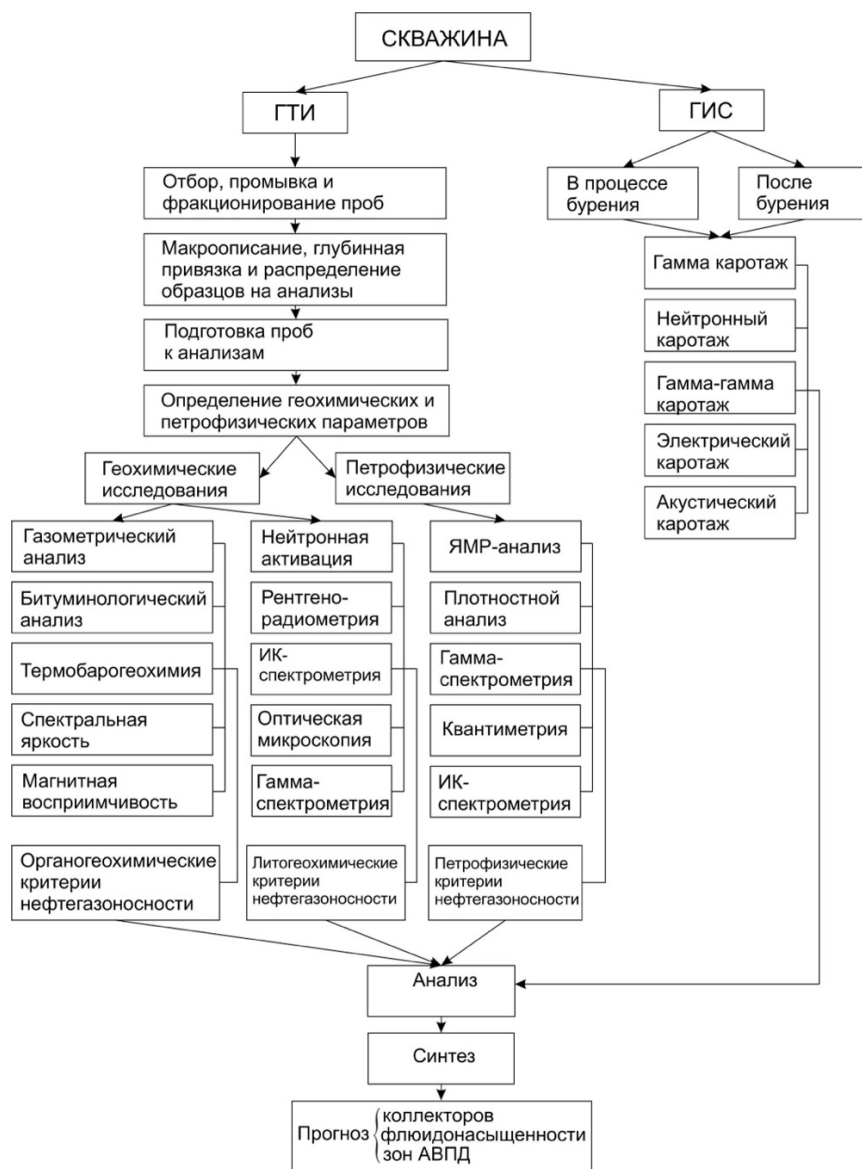 СКВАЖИНА
ГТИ
ГИС
Отбор, промывка и
фракционирование проб
В процессе
бурения
После
бурения
Макроописание, глубинная
привязка и распределение
образцов на анализы
Гамма каротаж
Подготовка проб
к анализам
Нейтронный
каротаж
Определение геохимических и
петрофизических параметров
Гамма-гамма
каротаж
Электрический
каротаж
Акустический
каротаж
Геохимические
исследования
Петрофизические
исследования
Газометрический
анализ
Нейтронная
активация
ЯМР-анализ
Битуминологический
анализ
Рентгено-
радиометрия
Плотностной
анализ
Термобарогеохимия
ИК-
спектрометрия
Гамма-
спектрометрия
Спектральная
яркость
Оптическая
микроскопия
Квантиметрия
Магнитная
восприимчивость
Гамма-
спектрометрия
ИК-
спектрометрия
Органогеохимические
критерии
нефтегазоносности
Литогеохимические
критерии
нефтегазоносности
Петрофизические
критерии
нефтегазоносности
Анализ
Синтез
Прогноз
коллекторов
флюидонасыщенности
зон АВПД